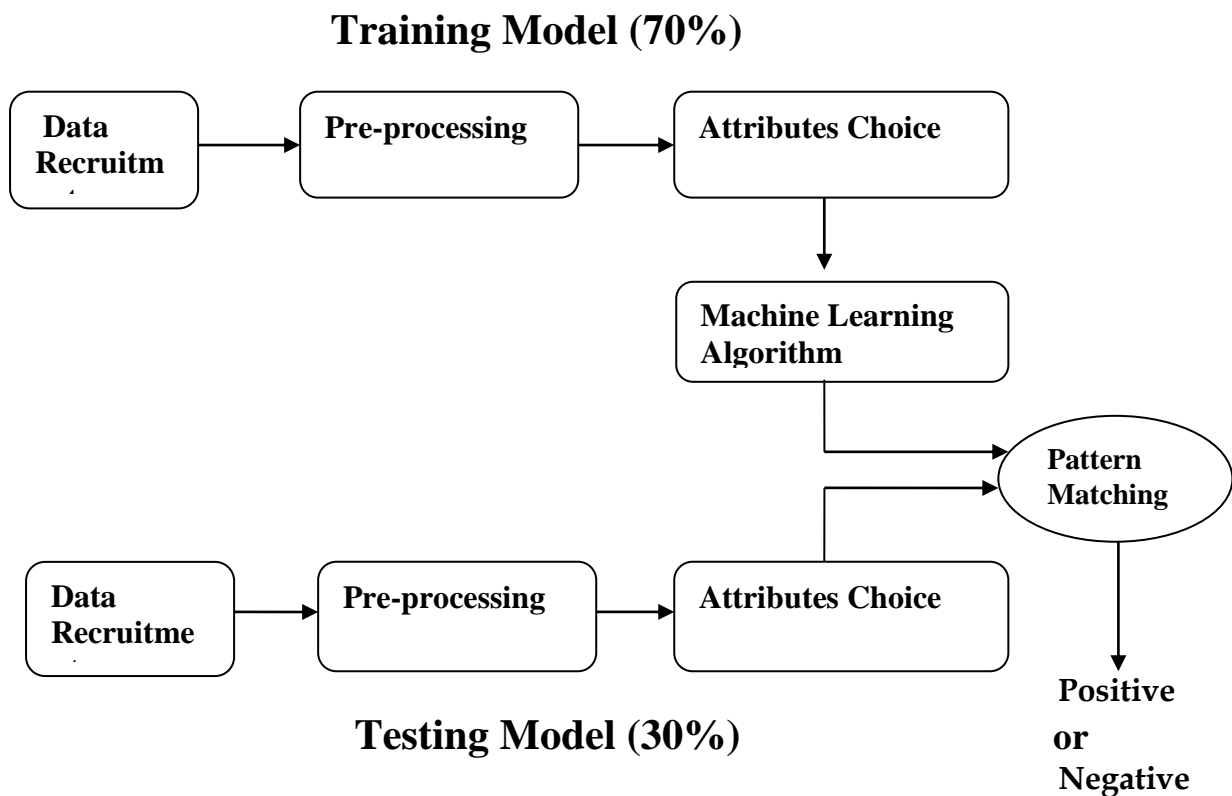 Training Model (70%)
Data
Recruitm
Pre-processing
Attributes Choice
Machine Learning
Algorithm
Pattern
Matching
Data
Recruitme
Pre-processing
Attributes Choice
Positive
or
Negative
Testing Model (30%)